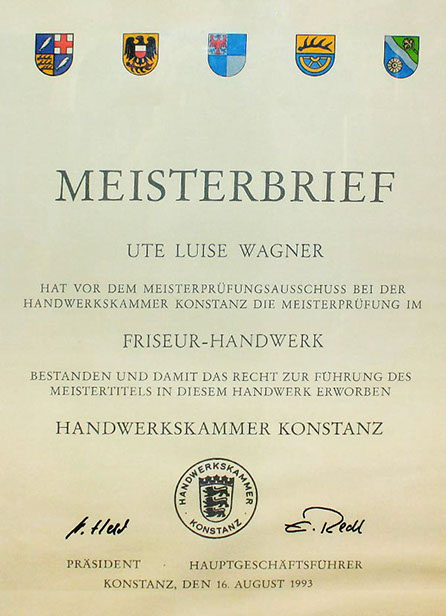 MEISTERBRIEF
UTE LUISE WAGNER
HAT VOR DEM MEISTERPRÜFUNGSAUSSCHUSS BEI DER
HANDWERKSKAMMER KONSTANZ DIE MEISTERPRÜFUNG IM
FRISEUR-HANDWERK
BESTANDEN UND DAMIT DAS RECHT ZUR FÜHRUNG DES
MEISTERTITELS IN DIESEM HANDWERK ERWORBEN
HANDWERKSKAMMER KONSTANZ
HANDWERKSKAMMER
· KONSTANZ ·
PRÄSIDENT · HAUPTGESCHÄFTSFÜHRER
KONSTANZ, DEN 16. AUGUST 1993